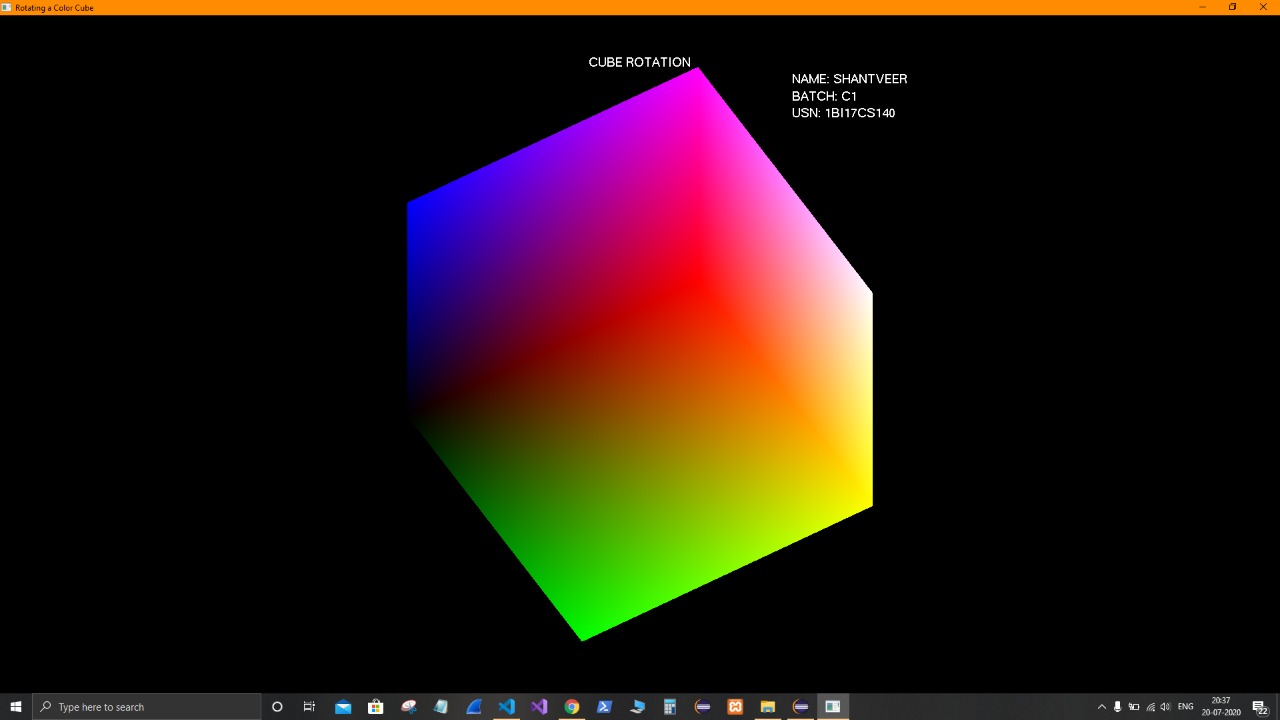 Rotating a Color Cube
CUBE ROTATION
NAME: SHANTVEER
BATCH: C1
USN: 1BI17CS140
Type here to search
ENG
20:37
20-07-2020
22